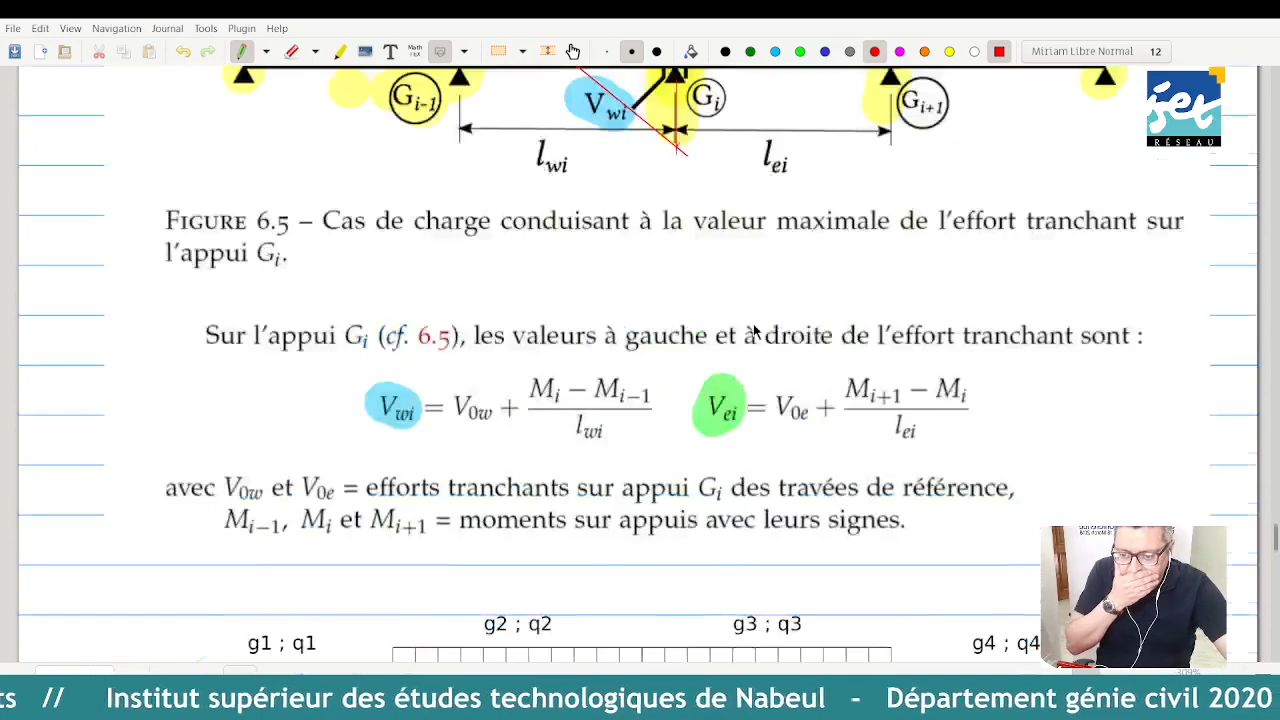 File Edit View Navigation Journal Tools Plugin Help
T Math LaTeX Miriam Libre Normal 12
G_{i-1} V_{wi} G_i G_{i+1}
l_{wi} l_{ei}
iset
RÉSEAU
FIGURE 6.5 – Cas de charge conduisant à la valeur maximale de l'effort tranchant sur
l'appui G_i.
Sur l'appui G_i (cf. 6.5), les valeurs à gauche et à droite de l'effort tranchant sont :
V_{wi} = V_{0w} + \frac{M_i − M_{i−1}}{l_{wi}} V_{ei} = V_{0e} + \frac{M_{i+1} − M_i}{l_{ei}}
avec V_{0w} et V_{0e} = efforts tranchants sur appui G_i des travées de référence,
M_{i−1}, M_i et M_{i+1} = moments sur appuis avec leurs signes.
g1 ; q1 g2 ; q2 g3 ; q3 g4 ; q4
ts // Institut supérieur des études technologiques de Nabeul - Département génie civil 2020